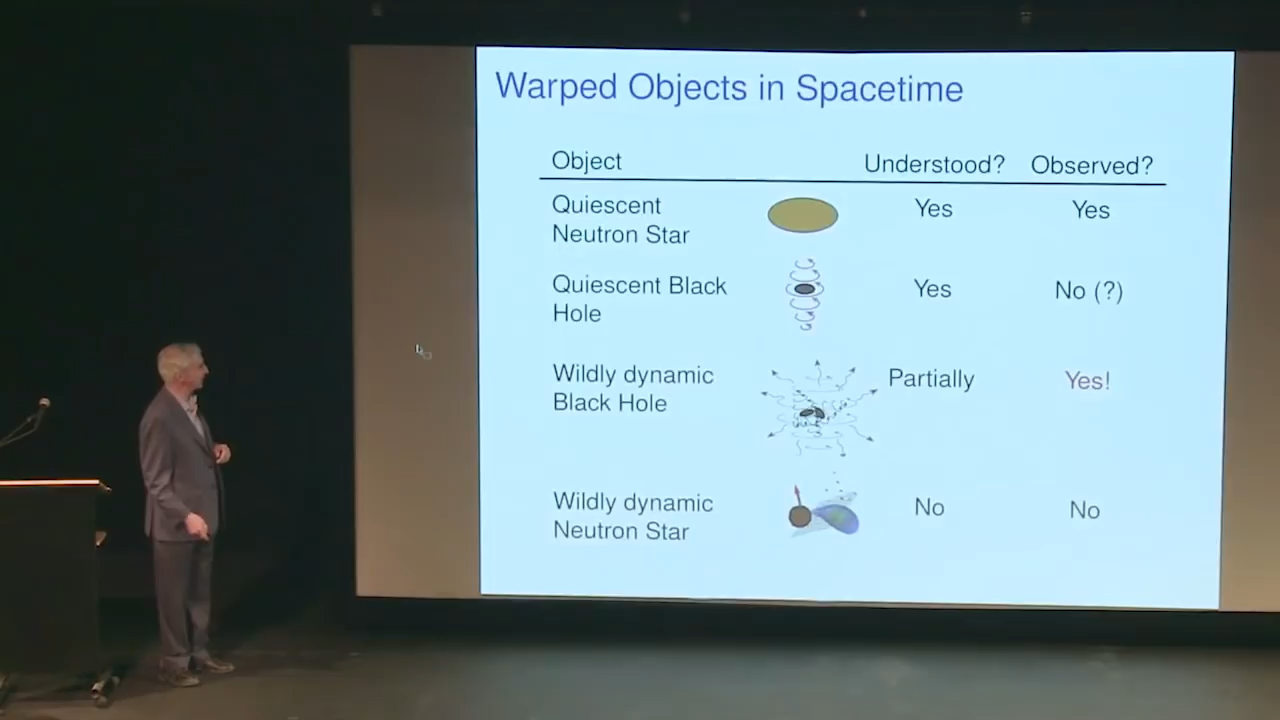 Warped Objects in Spacetime
Object Understood? Observed?
Quiescent
Neutron Star
Yes Yes
Quiescent Black
Hole
Yes No (?)
Wildly dynamic
Black Hole
Partially Yes!
Wildly dynamic
Neutron Star
No No